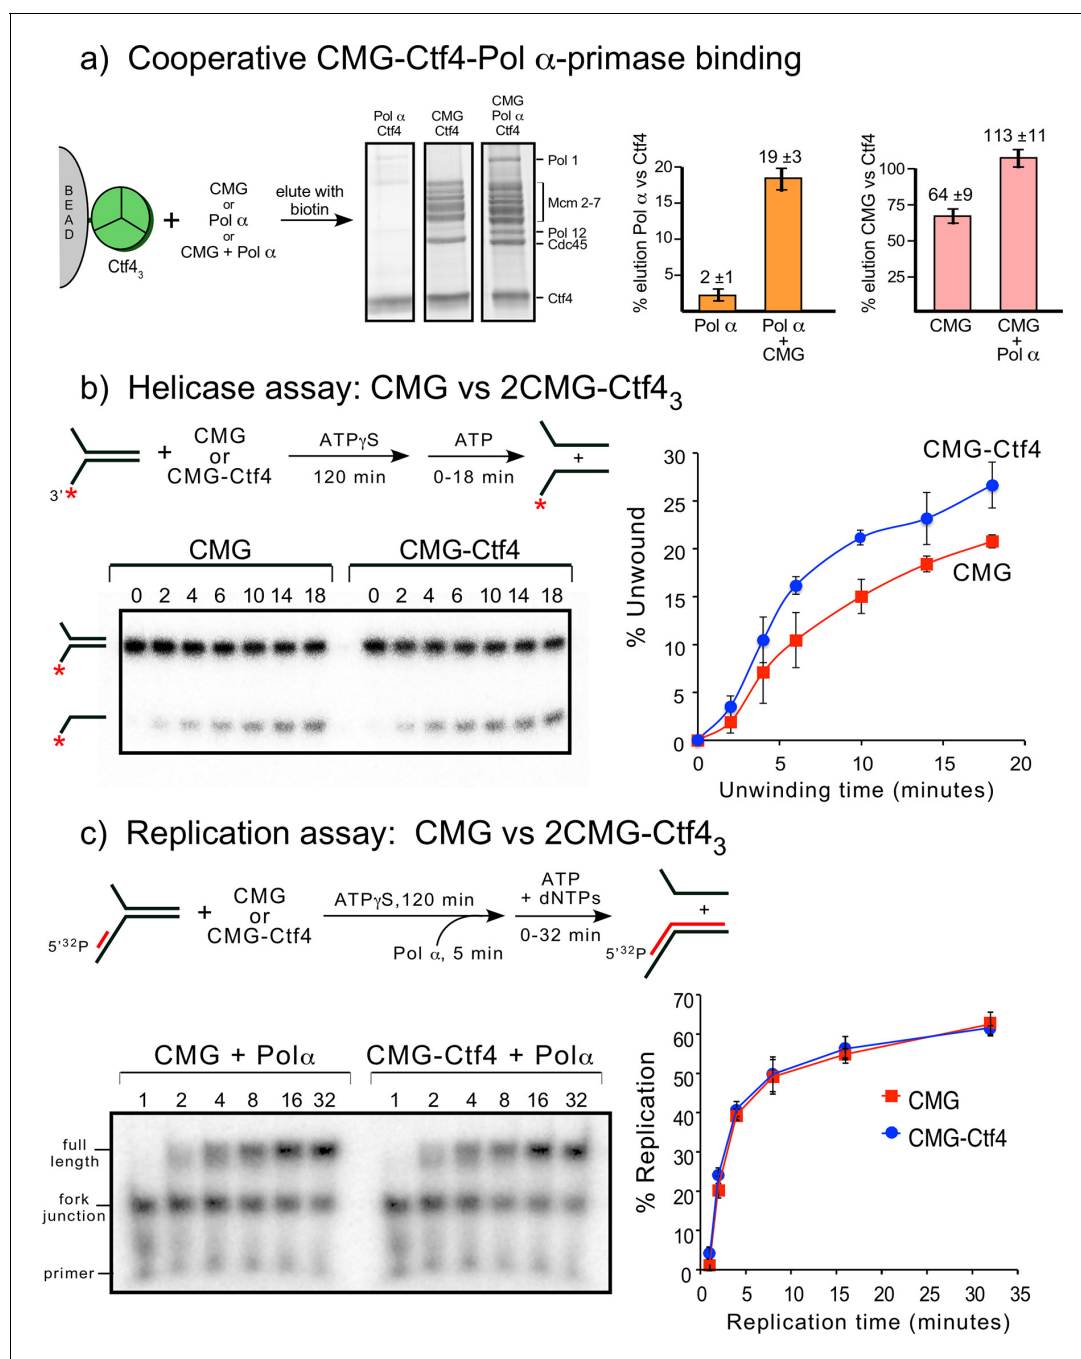 a) Cooperative CMG-Ctf4-Pol α-primase binding
B
E
A
D
Ctf4₃
+
CMG
or
Pol α
or
CMG + Pol α
elute with
biotin
Pol α
Ctf4
CMG
Ctf4
CMG
Pol α
Ctf4
Pol 1
Mcm 2-7
Pol 12
Cdc45
Ctf4
% elution Pol α vs Ctf4
20
15
10
5
2 ±1
19 ±3
Pol α
Pol α
+
CMG
% elution CMG vs Ctf4
100
75
50
25
64 ±9
113 ±11
CMG
CMG
+
Pol α
b) Helicase assay: CMG vs 2CMG-Ctf4₃
3' *
+
CMG
or
CMG-Ctf4
ATPγS
120 min
ATP
0-18 min
+
*
CMG
CMG-Ctf4
0 2 4 6 10 14 18
0 2 4 6 10 14 18
*
*
% Unwound
30
25
20
15
10
5
0
0 5 10 15 20
Unwinding time (minutes)
CMG-Ctf4
CMG
c) Replication assay: CMG vs 2CMG-Ctf4₃
5'³²P
+
CMG
or
CMG-Ctf4
ATPγS,120 min
Pol α, 5 min
ATP
+ dNTPs
0-32 min
+
5'³²P
CMG + Polα
CMG-Ctf4 + Polα
1 2 4 8 16 32
1 2 4 8 16 32
full
length
fork
junction
primer
% Replication
70
60
50
40
30
20
10
0
0 5 10 15 20 25 30 35
Replication time (minutes)
CMG
CMG-Ctf4